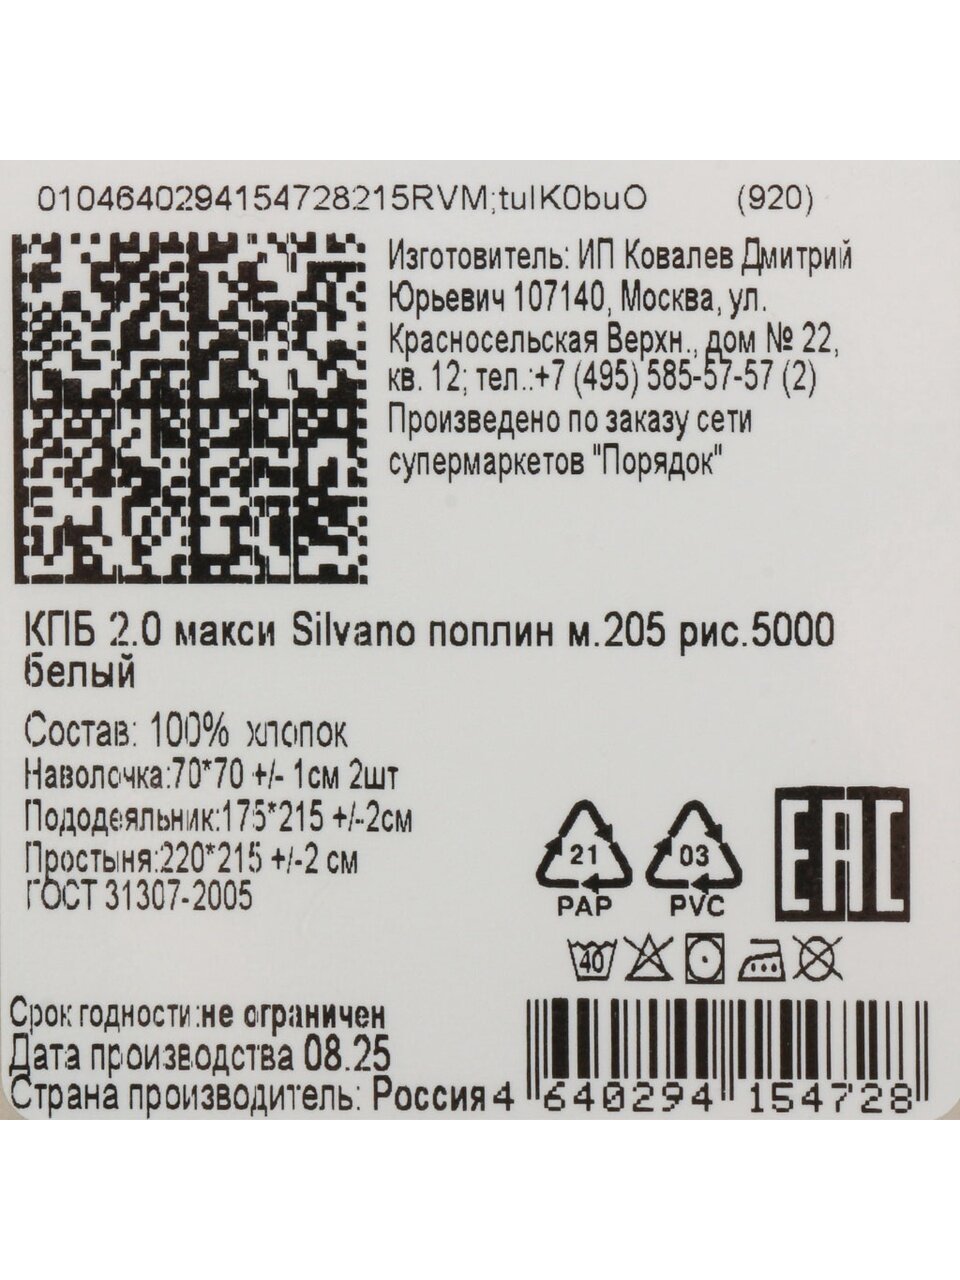 0104640294154728215RVM;tuIK0buO (920)
Изготовитель: ИП Ковалев Дмитрий
Юрьевич 107140, Москва, ул.
Красносельская Верхн., дом № 22,
кв. 12; тел.:+7 (495) 585-57-57 (2)
Произведено по заказу сети
супермаркетов "Порядок"
КПБ 2.0 макси Silvano поплин м.205 рис.5000
белый
Состав: 100% хлопок
Наволочка:70*70 +/- 1см 2шт
Пододеяльник:175*215 +/-2см
Простыня:220*215 +/-2 см
ГОСТ 31307-2005
21 03
PAP PVC
EAC
40
Срок годности:не ограничен
Дата производства 08.25
Страна производитель: Россия
4 640294 154728